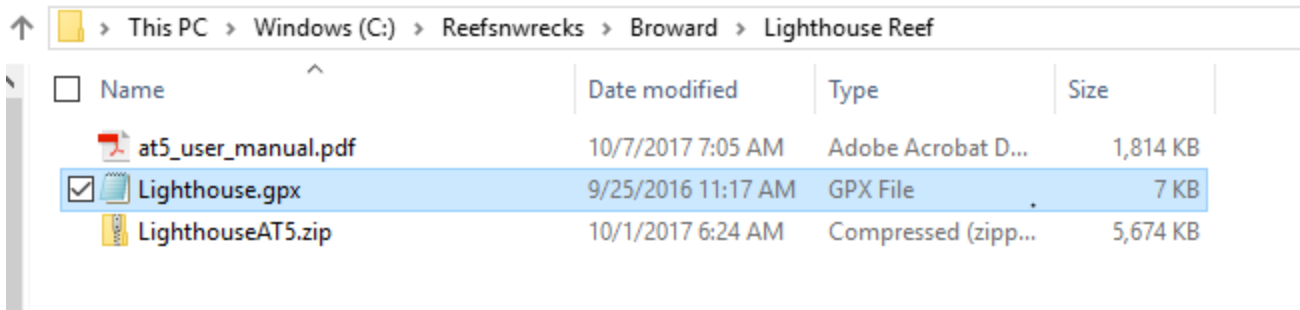 This PC > Windows (C:) > Reefsnwrecks > Broward > Lighthouse Reef
Name Date modified Type Size
at5_user_manual.pdf 10/7/2017 7:05 AM Adobe Acrobat D... 1,814 KB
Lighthouse.gpx 9/25/2016 11:17 AM GPX File 7 KB
LighthouseAT5.zip 10/1/2017 6:24 AM Compressed (zipp... 5,674 KB